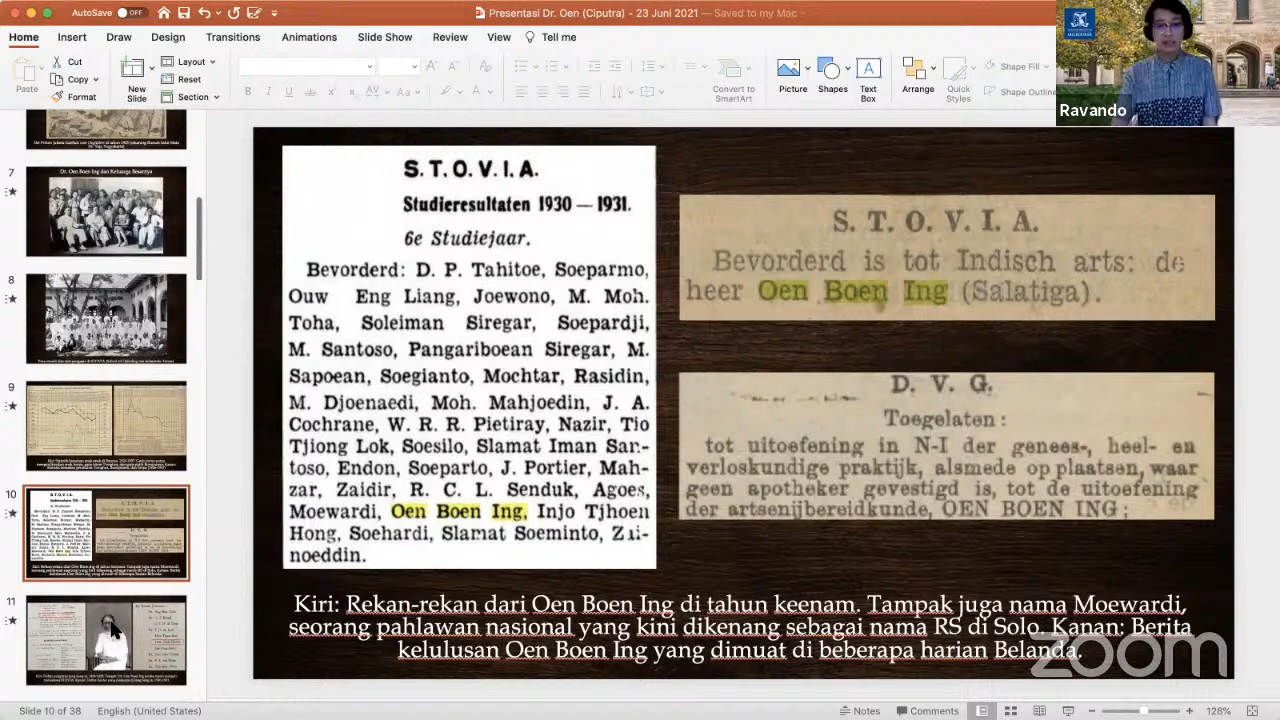 AutoSave OFF
Presentasi Dr. Oen (Ciputra) - 23 Juni 2021 — Saved to my Mac
Home Insert Draw Design Transitions Animations Slide Show Review View Tell me
Paste
Cut
Copy
Format
New Slide
Layout
Reset
Section
Convert to SmartArt
Picture
Shapes
Text Box
Arrange
Quick Styles
Shape Fill
Shape Outline
Ravando
7
Dr. Oen Boen Ing dan Keluarga Besarnya
8
9
10
11
S.T.O.V.I.A.
Studieresultaten 1930 — 1931.
6e Studiejaar.
Bevorderd: D. P. Tahitoe, Soeparmo,
Ouw Eng Liang, Joewono, M. Moh.
Toha, Soleiman Siregar, Soepardji,
M. Santoso, Pangariboean Siregar, M.
Sapoean, Soegianto, Mochtar, Rasidin,
M. Djoenaedi, Moh. Mahjoedin, J. A.
Cochrane, W. R. R. Pietiray, Nazir, Tio
Tjiong Lok, Soesilo, Slamat Iman San-
toso, Endon, Soeparto, J. Portier, Mah-
zar, Zaidir, R. C. L. Senduk, Agoes,
Moewardi, Oen Boen Ing, Injo Tjhoen
Hong, Soehardi, Slamet Soemanto, Zai-
noeddin.
S. T. O. V. I. A.
Bevorderd is tot Indisch arts: de
heer Oen Boen Ing (Salatiga).
D. V. G.
Toegelaten:
tot uitoefening in N-I der genees-, heel- en
verloskundige praktijk, alsmede op plaatsen, waar
geen apotheker gevestigd is, tot de uitoefening
der OEN BOEN ING;
Kiri: Rekan-rekan dari Oen Boen Ing di tahun keenam. Tampak juga nama Moewardi,
seorang pahlawan nasional yang kini dikenang sebagai nama RS di Solo. Kanan: Berita
kelulusan Oen Boen Ing yang dimuat di beberapa harian Belanda.
zoom
Slide 10 of 38 English (United States) Notes Comments 128%